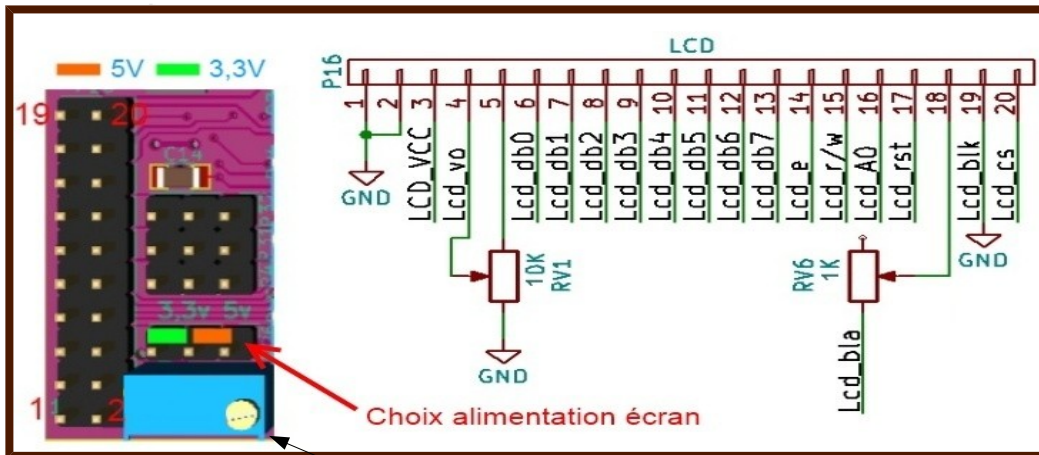 5V 3,3V
19 20
C14
3,3v 5v
1 2
Choix alimentation écran
LCD
P16
1 2 3 4 5 6 7 8 9 10 11 12 13 14 15 16 17 18 19 20
LCD_VCC
Lcd_vo
Lcd_db0
Lcd_db1
Lcd_db2
Lcd_db3
Lcd_db4
Lcd_db5
Lcd_db6
Lcd_db7
Lcd_e
Lcd_r/w
Lcd_A0
Lcd_rst
Lcd_blk
Lcd_cs
GND
10K
RV1
GND
RV6
1K
GND
Lcd_bla